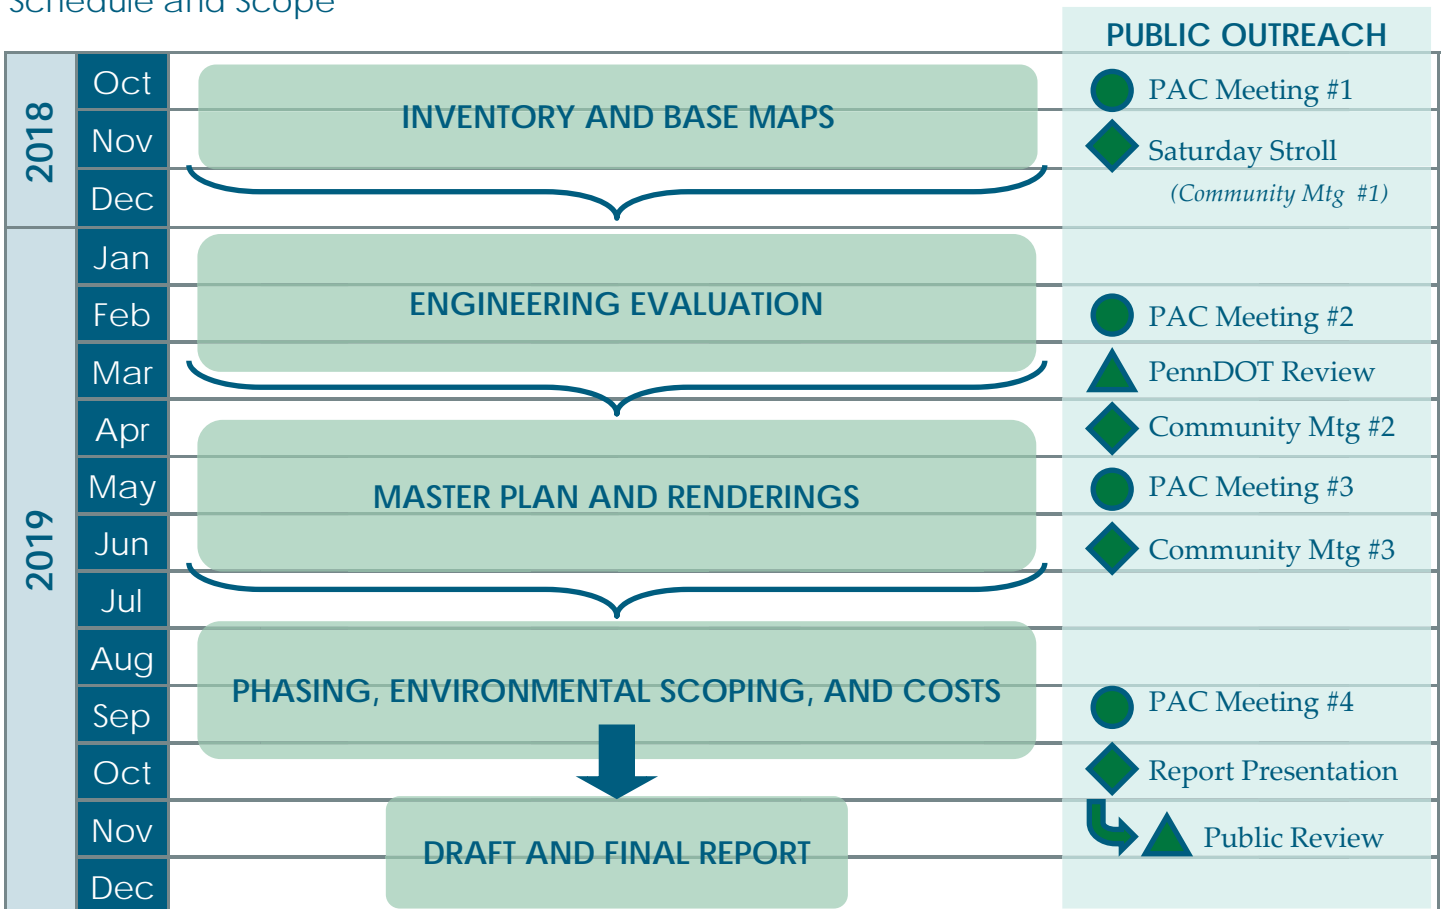 Schedule and Scope
PUBLIC OUTREACH
2018
Oct
INVENTORY AND BASE MAPS
PAC Meeting #1
Nov
Saturday Stroll
Dec
(Community Mtg #1)
2019
Jan
Feb
ENGINEERING EVALUATION
PAC Meeting #2
Mar
PennDOT Review
Apr
Community Mtg #2
May
MASTER PLAN AND RENDERINGS
PAC Meeting #3
Jun
Community Mtg #3
Jul
Aug
PHASING, ENVIRONMENTAL SCOPING, AND COSTS
Sep
PAC Meeting #4
Oct
Report Presentation
Nov
Public Review
DRAFT AND FINAL REPORT
Dec